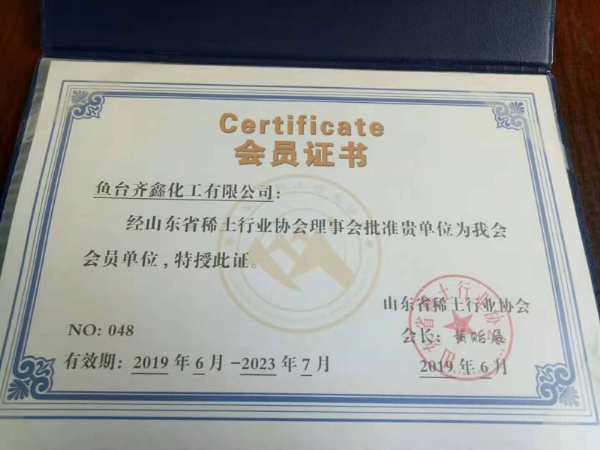 Certificate
会员证书
鱼台齐鑫化工有限公司:
经山东省稀土行业协会理事会批准贵单位为我会
会员单位,特授此证。
山东省稀土行业协会
NO: 048
会长: 黄贻展
有效期: 2019 年 6 月 -2023 年 7 月
2019 年 6 月